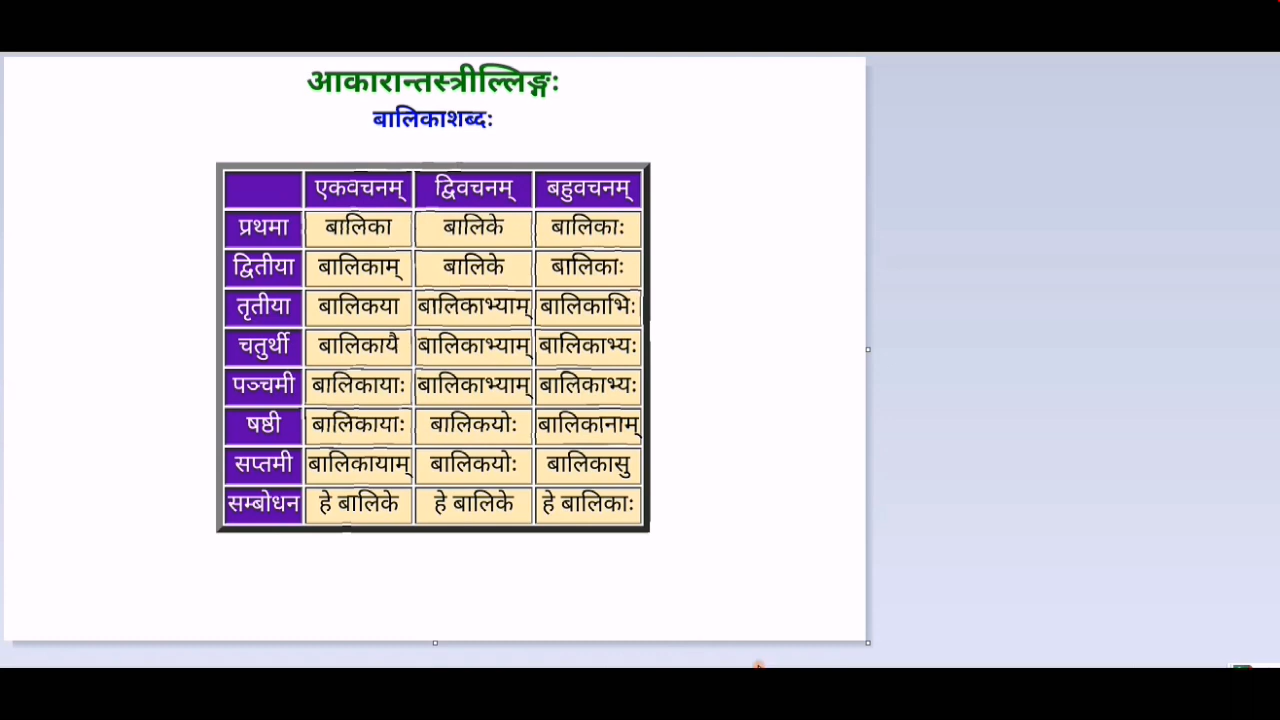 आकारान्तस्त्रील्लिङ्गः
बालिकाशब्दः
एकवचनम् द्विवचनम् बहुवचनम्
प्रथमा बालिका बालिके बालिकाः
द्वितीया बालिकाम् बालिके बालिकाः
तृतीया बालिकया बालिकाभ्याम् बालिकाभिः
चतुर्थी बालिकायै बालिकाभ्याम् बालिकाभ्यः
पञ्चमी बालिकायाः बालिकाभ्याम् बालिकाभ्यः
षष्ठी बालिकायाः बालिकयोः बालिकानाम्
सप्तमी बालिकायाम् बालिकयोः बालिकासु
सम्बोधन हे बालिके हे बालिके हे बालिकाः